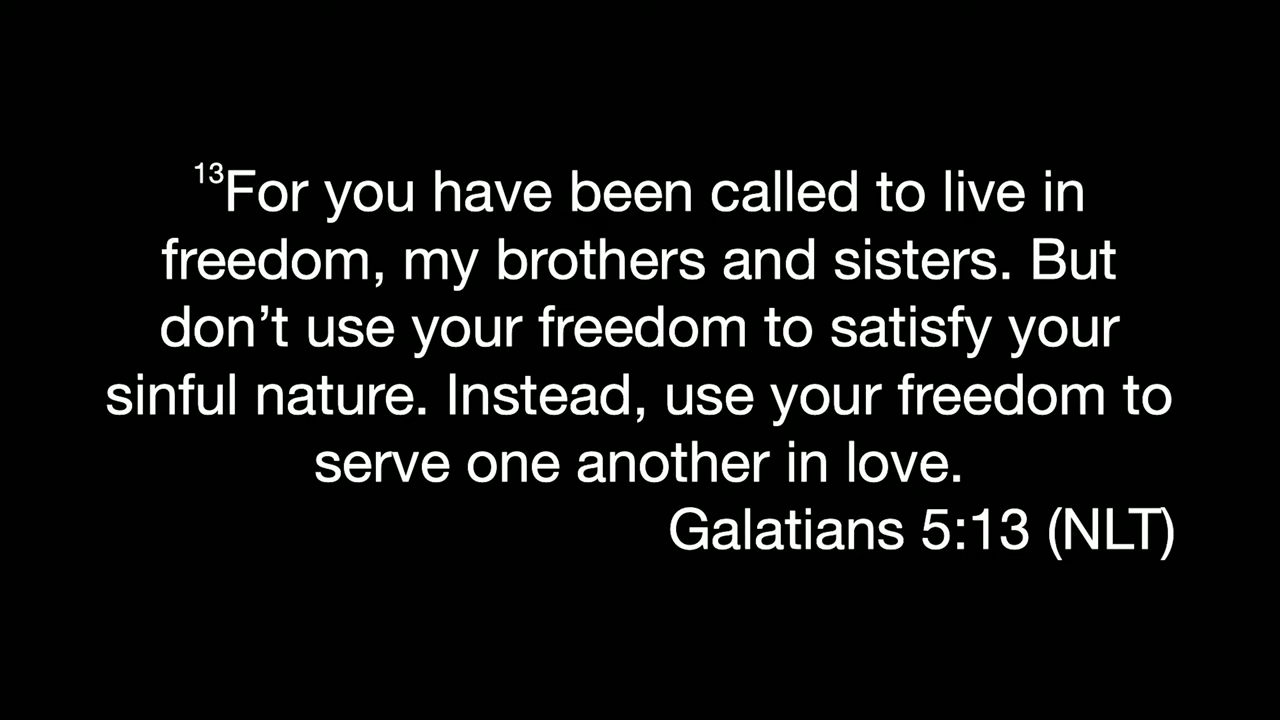 13For you have been called to live in
freedom, my brothers and sisters. But
don’t use your freedom to satisfy your
sinful nature. Instead, use your freedom to
serve one another in love.
Galatians 5:13 (NLT)